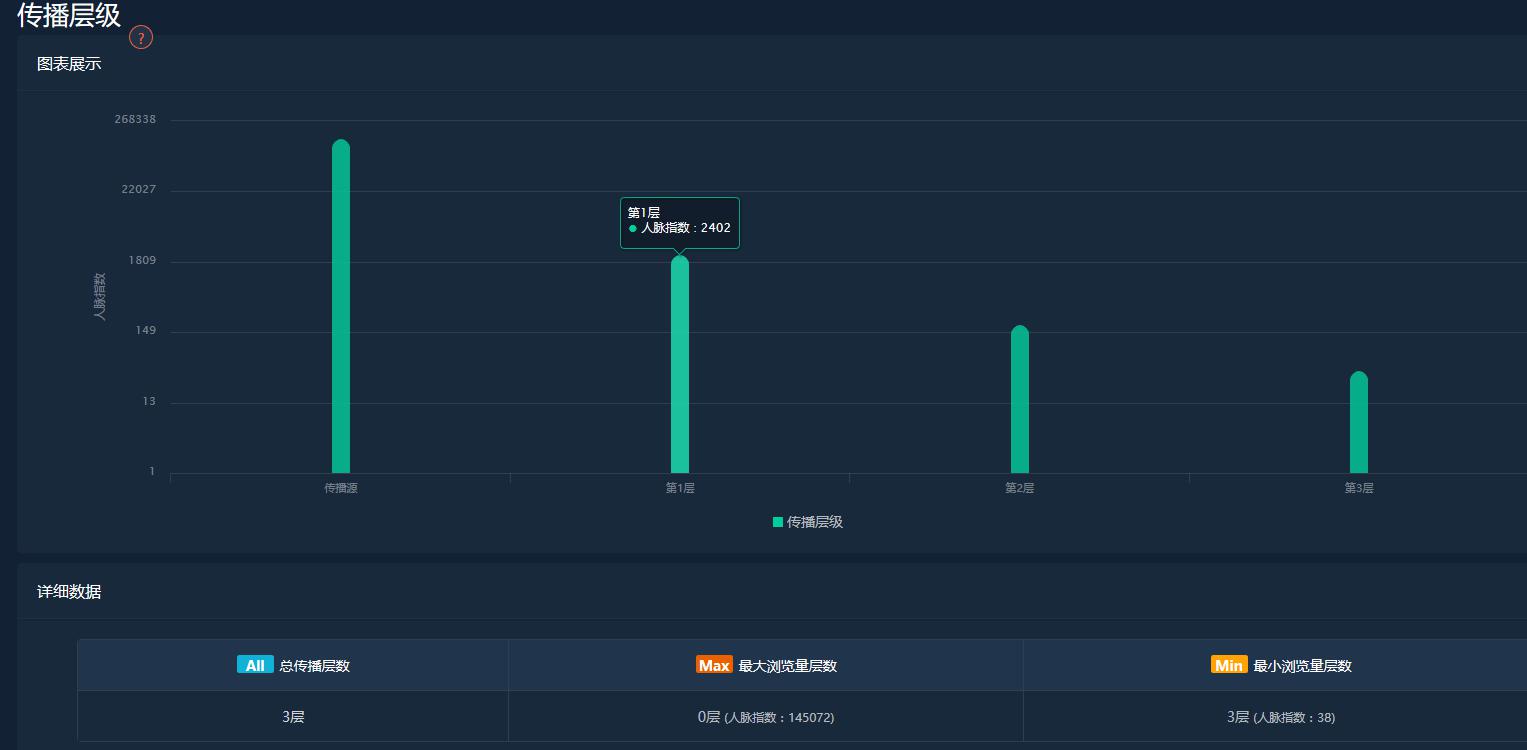 传播层级
?
图表展示
268338
22027
1809
149
13
1
人脉指数
第1层
人脉指数 : 2402
传播源 第1层 第2层 第3层
传播层级
详细数据
All 总传播层数 Max 最大浏览量层数 Min 最小浏览量层数
3层 0层 (人脉指数 : 145072) 3层 (人脉指数 : 38)